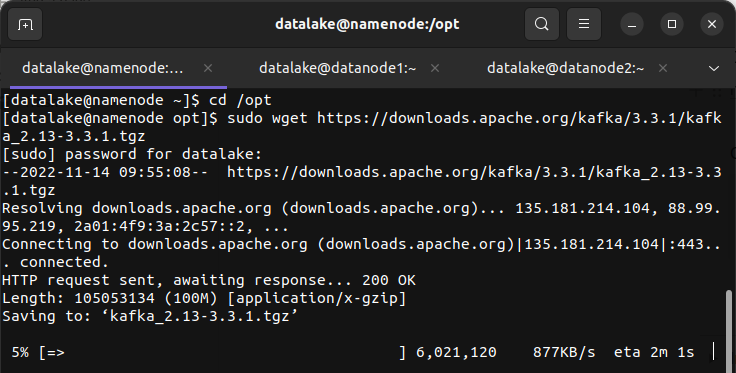 datalake@namenode:/opt
datalake@namenode:... datalake@datanode1:~ datalake@datanode2:~
[datalake@namenode ~]$ cd /opt
[datalake@namenode opt]$ sudo wget https://downloads.apache.org/kafka/3.3.1/kafk
a_2.13-3.3.1.tgz
[sudo] password for datalake:
--2022-11-14 09:55:08--  https://downloads.apache.org/kafka/3.3.1/kafka_2.13-3.3
.1.tgz
Resolving downloads.apache.org (downloads.apache.org)... 135.181.214.104, 88.99.
95.219, 2a01:4f9:3a:2c57::2, ...
Connecting to downloads.apache.org (downloads.apache.org)|135.181.214.104|:443..
. connected.
HTTP request sent, awaiting response... 200 OK
Length: 105053134 (100M) [application/x-gzip]
Saving to: ‘kafka_2.13-3.3.1.tgz’
5% [=> ] 6,021,120 877KB/s eta 2m 1s